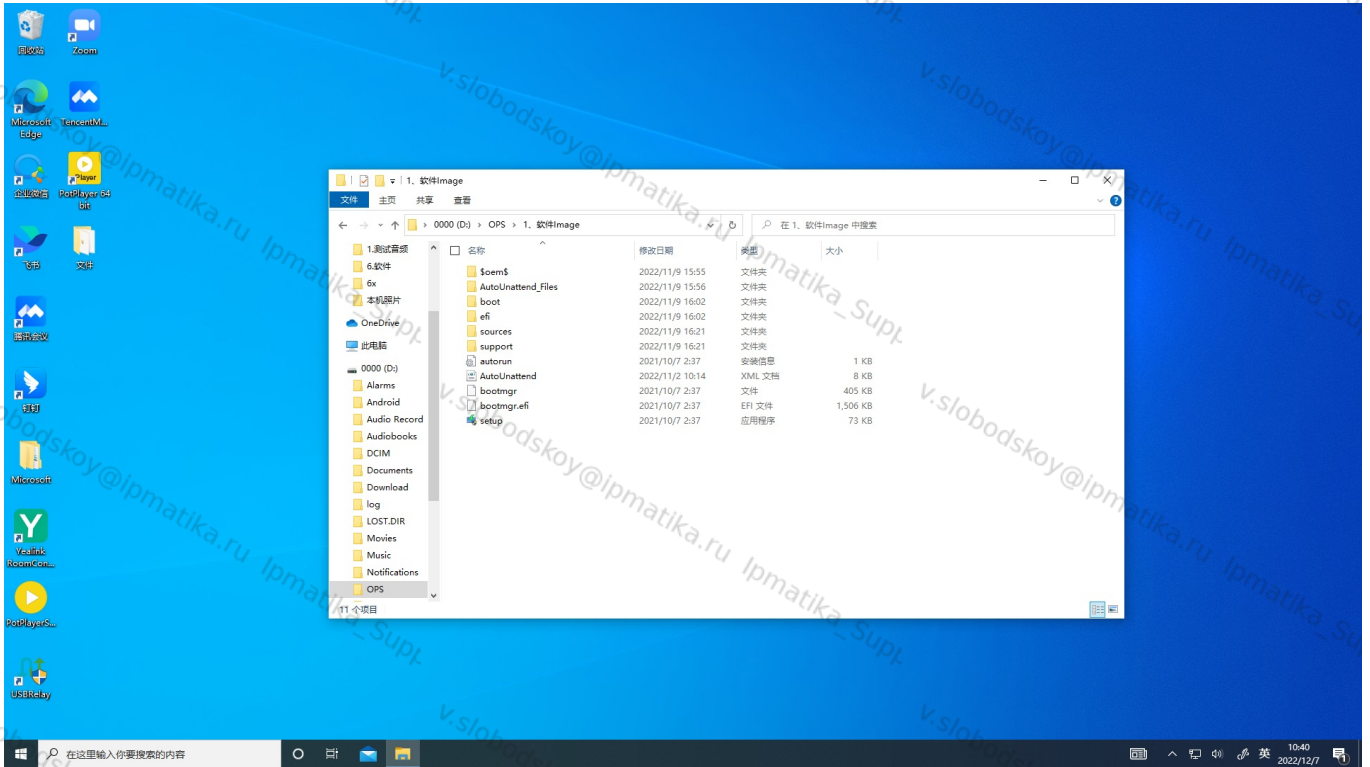 回收站
Zoom
Microsoft Edge
TencentM...
企业微信
PotPlayer 64 bit
飞书
文件
腾讯会议
钉钉
Microsoft
Yealink RoomCon...
PotPlayerS...
USBRelay
1、软件Image
文件 主页 共享 查看
0000 (D:) › OPS › 1、软件Image
在 1、软件Image 中搜索
1.测试音频
6.软件
6x
本机照片
OneDrive
此电脑
0000 (D:)
Alarms
Android
Audio Record
Audiobooks
DCIM
Documents
Download
log
LOST.DIR
Movies
Music
Notifications
OPS
名称 修改日期 类型 大小
$oem$ 2022/11/9 15:55 文件夹
AutoUnattend_Files 2022/11/9 15:56 文件夹
boot 2022/11/9 16:02 文件夹
efi 2022/11/9 16:02 文件夹
sources 2022/11/9 16:21 文件夹
support 2022/11/9 16:21 文件夹
autorun 2021/10/7 2:37 安装信息 1 KB
AutoUnattend 2022/11/2 10:14 XML 文档 8 KB
bootmgr 2021/10/7 2:37 文件 405 KB
bootmgr.efi 2021/10/7 2:37 EFI 文件 1,506 KB
setup 2021/10/7 2:37 应用程序 73 KB
11 个项目
在这里输入你要搜索的内容
英
10:40
2022/12/7
1
v.slobodskoy@ipmatika.ru Ipmatika_Supt
v.slobodskoy@ipmatika.ru Ipmatika_Su